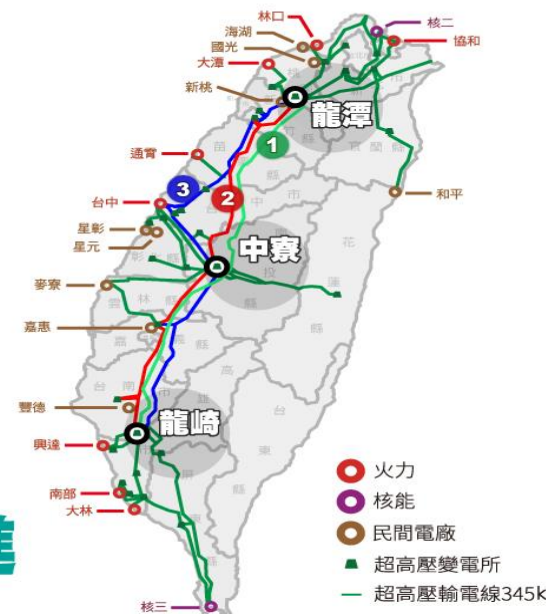 林口
核二
海湖
國光
協和
大潭
新桃
龍潭
1
通霄
3
2
台中
和平
星彰
星元
中寮
麥寮
嘉惠
豐德
龍崎
興達
南部
大林
核三
火力
核能
民間電廠
超高壓變電所
超高壓輸電線345k